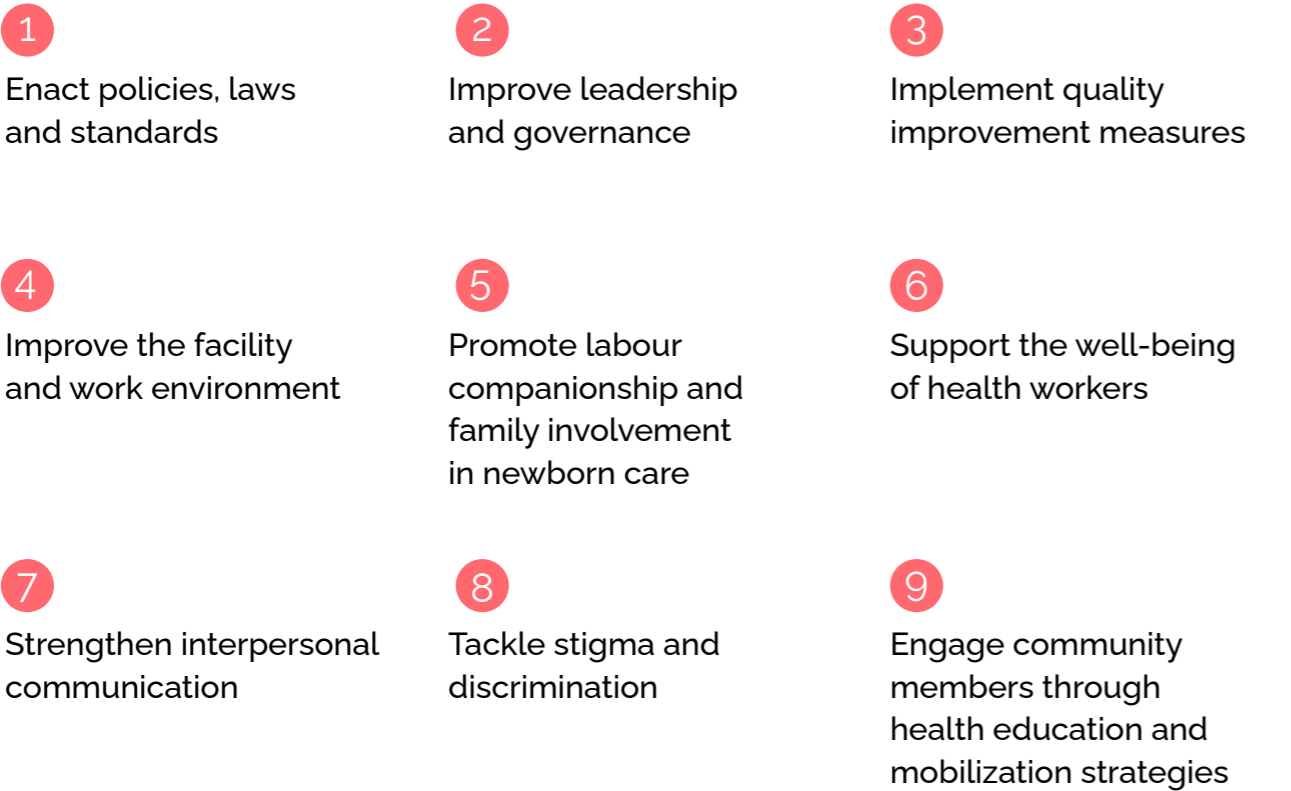 1
Enact policies, laws
and standards
2
Improve leadership
and governance
3
Implement quality
improvement measures
4
Improve the facility
and work environment
5
Promote labour
companionship and
family involvement
in newborn care
6
Support the well-being
of health workers
7
Strengthen interpersonal
communication
8
Tackle stigma and
discrimination
9
Engage community
members through
health education and
mobilization strategies